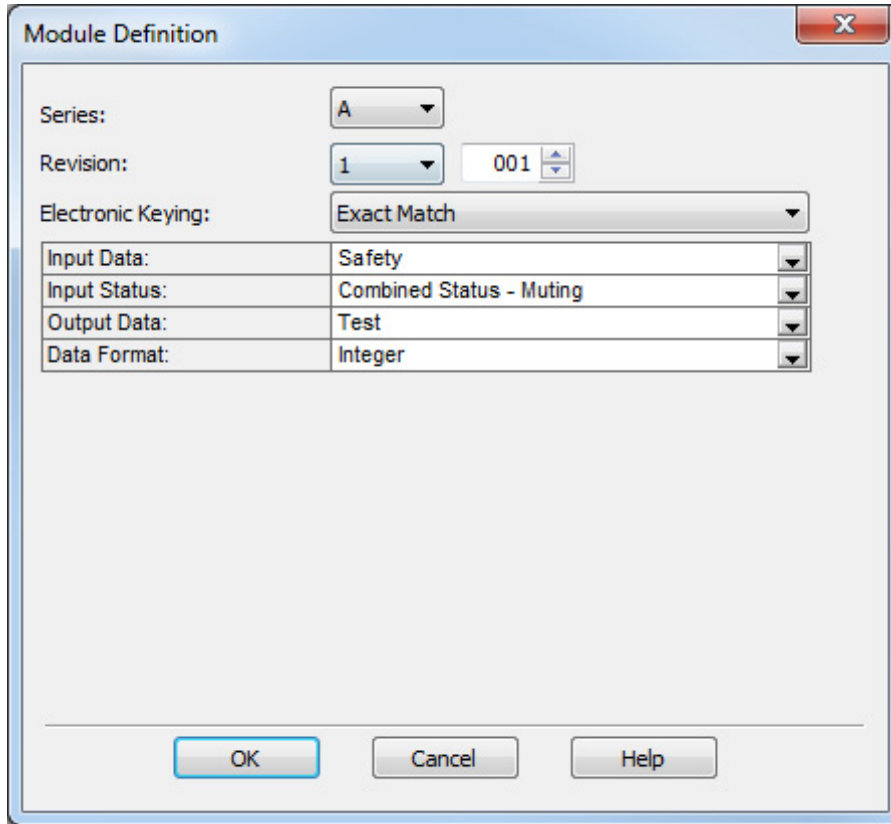 Module Definition
Series: A
Revision: 1 001
Electronic Keying: Exact Match
Input Data: Safety
Input Status: Combined Status - Muting
Output Data: Test
Data Format: Integer
OK Cancel Help